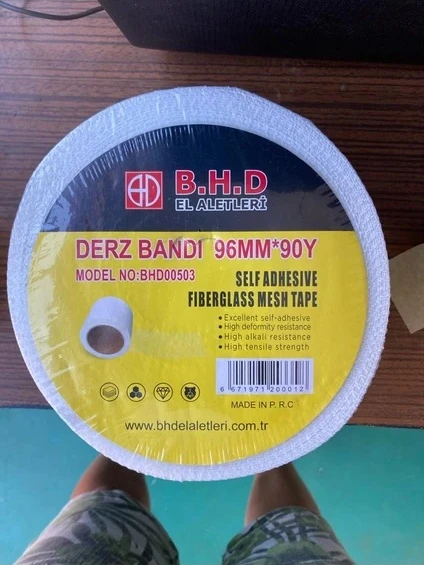 B.H.D
EL ALETLERİ
DERZ BANDI 96MM*90Y
MODEL NO:BHD00503
SELF ADHESIVE
FIBERGLASS MESH TAPE
• Excellent self-adhesive
• High deformity resistance
• High alkali resistance
• High tensile strength
6 671971 200012
MADE IN P. R.C
www.bhdelaletleri.com.tr